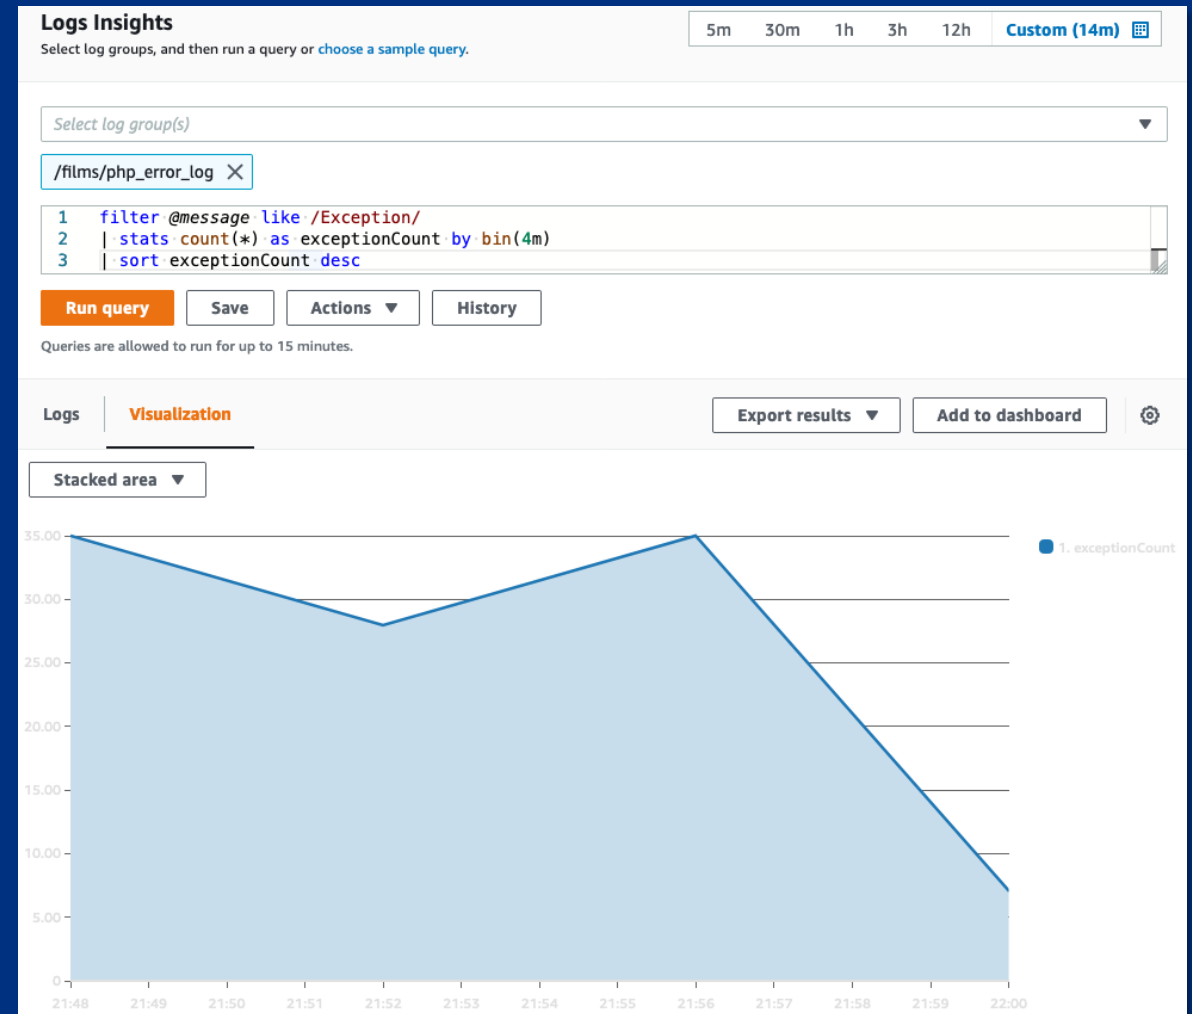 Logs Insights
Select log groups, and then run a query or choose a sample query.
5m 30m 1h 3h 12h Custom (14m)
Select log group(s)
/films/php_error_log
1 filter @message like /Exception/
2 | stats count(*) as exceptionCount by bin(4m)
3 | sort exceptionCount desc
Run query Save Actions History
Queries are allowed to run for up to 15 minutes.
Logs Visualization Export results Add to dashboard
Stacked area
35.00
1. exceptionCount
30.00
25.00
20.00
15.00
10.00
5.00
0
21:48 21:49 21:50 21:51 21:52 21:53 21:54 21:55 21:56 21:57 21:58 21:59 22:00